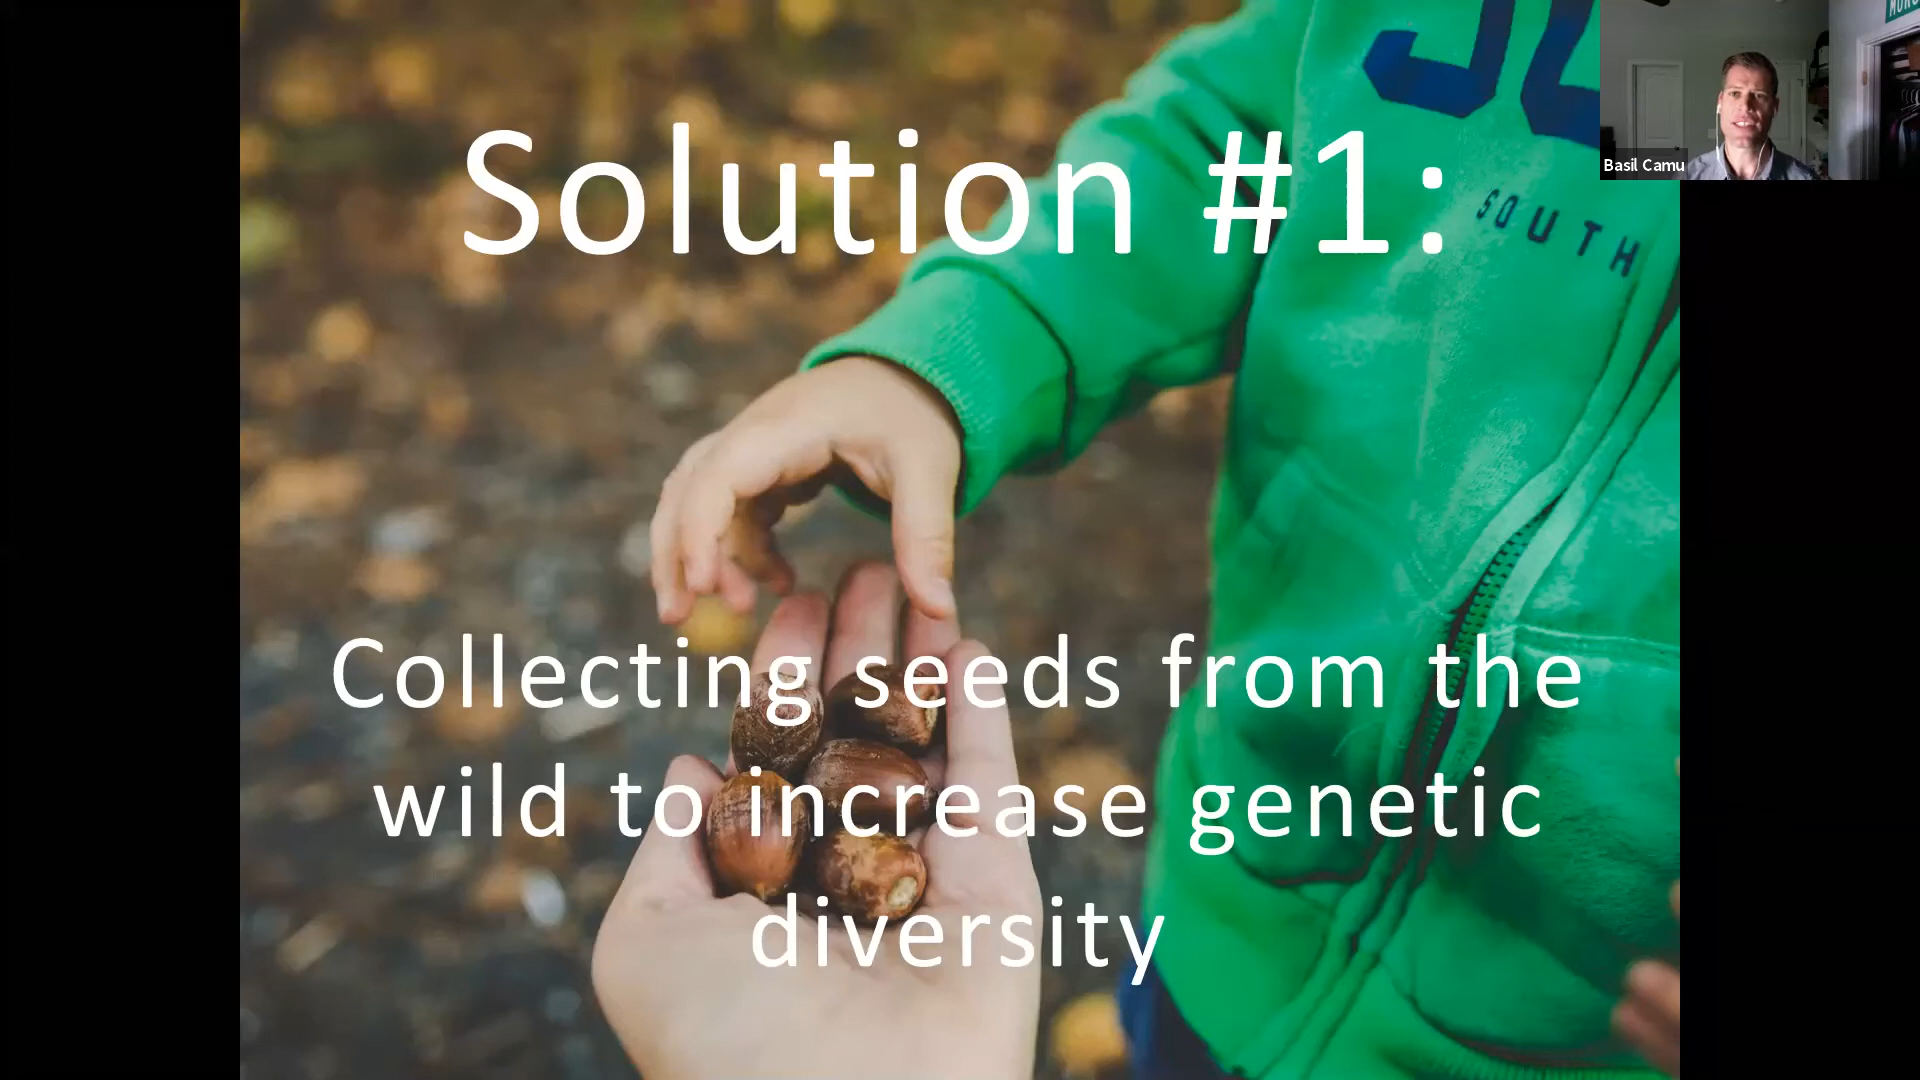 Solution #1:
Collecting seeds from the
wild to increase genetic
diversity
SOUTH
Basil Camu